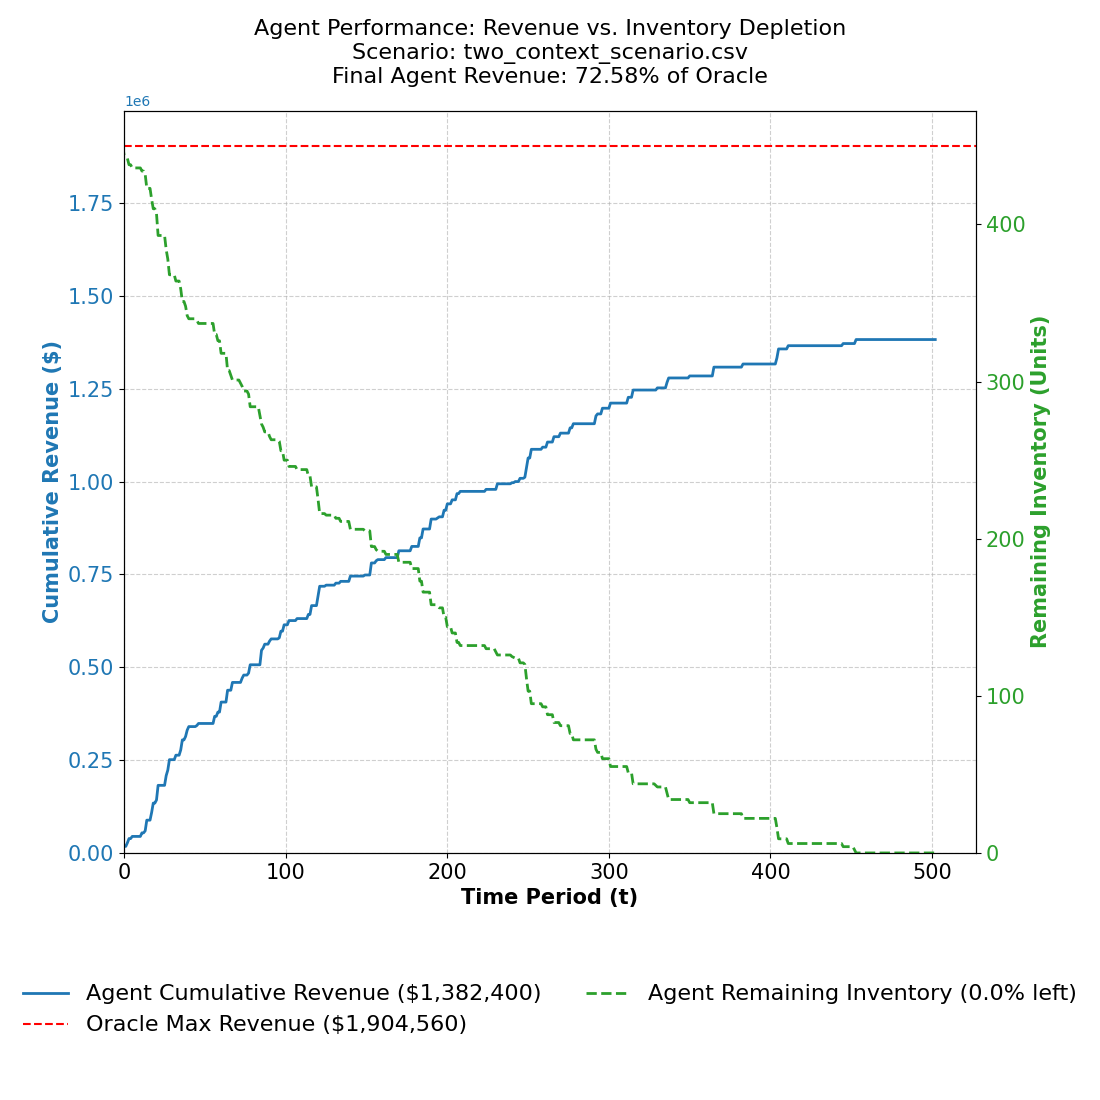 Agent Performance: Revenue vs. Inventory Depletion
Scenario: two_context_scenario.csv
Final Agent Revenue: 72.58% of Oracle
1e6
1.75
1.50
1.25
1.00
0.75
0.50
0.25
0.00
Cumulative Revenue ($)
400
300
200
100
0
Remaining Inventory (Units)
0 100 200 300 400 500
Time Period (t)
Agent Cumulative Revenue ($1,382,400)
Oracle Max Revenue ($1,904,560)
Agent Remaining Inventory (0.0% left)